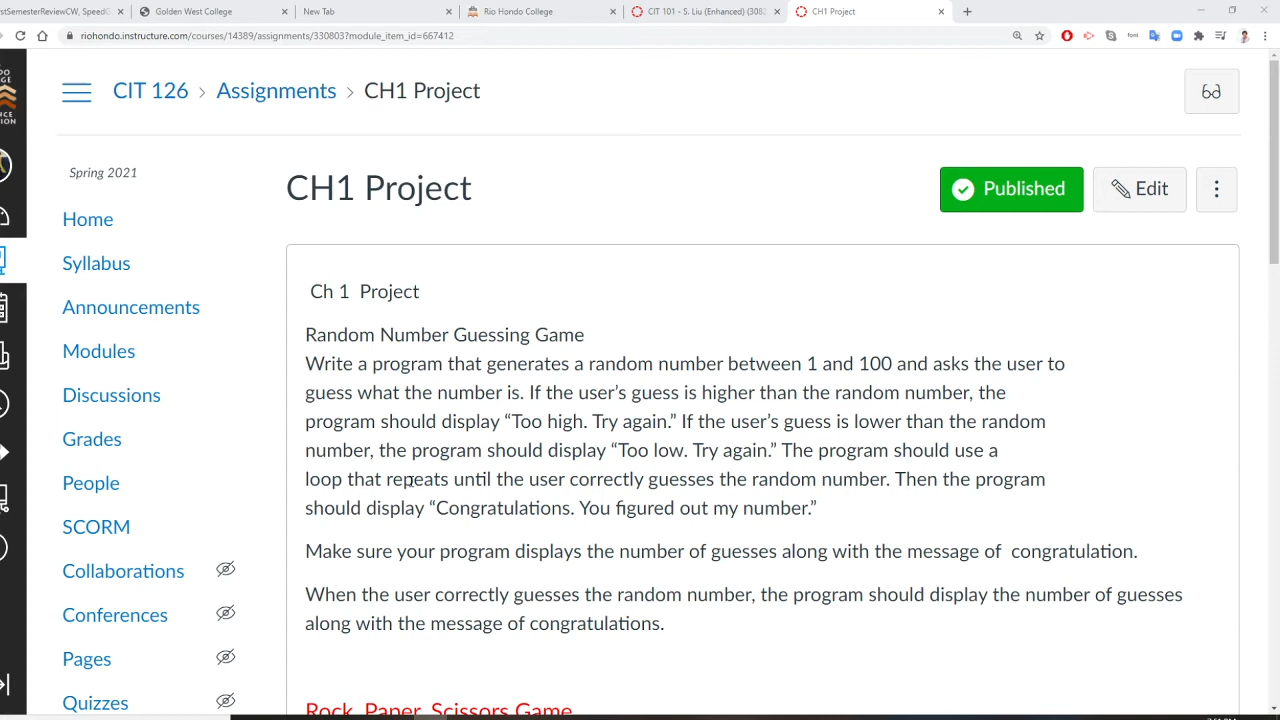 rstSemesterReviewCW, SpeedG
Golden West College
New Tab
Rio Hondo College
CIT 101 - S. Liu (Enhanced) (3082
CH1 Project
riohondo.instructure.com/courses/14389/assignments/330803?module_item_id=667412
CIT 126 › Assignments › CH1 Project
Spring 2021
Home
Syllabus
Announcements
Modules
Discussions
Grades
People
SCORM
Collaborations
Conferences
Pages
Quizzes
CH1 Project
Published
Edit
Ch 1 Project
Random Number Guessing Game
Write a program that generates a random number between 1 and 100 and asks the user to
guess what the number is. If the user’s guess is higher than the random number, the
program should display “Too high. Try again.” If the user’s guess is lower than the random
number, the program should display “Too low. Try again.” The program should use a
loop that repeats until the user correctly guesses the random number. Then the program
should display “Congratulations. You figured out my number.”
Make sure your program displays the number of guesses along with the message of congratulation.
When the user correctly guesses the random number, the program should display the number of guesses
along with the message of congratulations.
Rock, Paper, Scissors Game